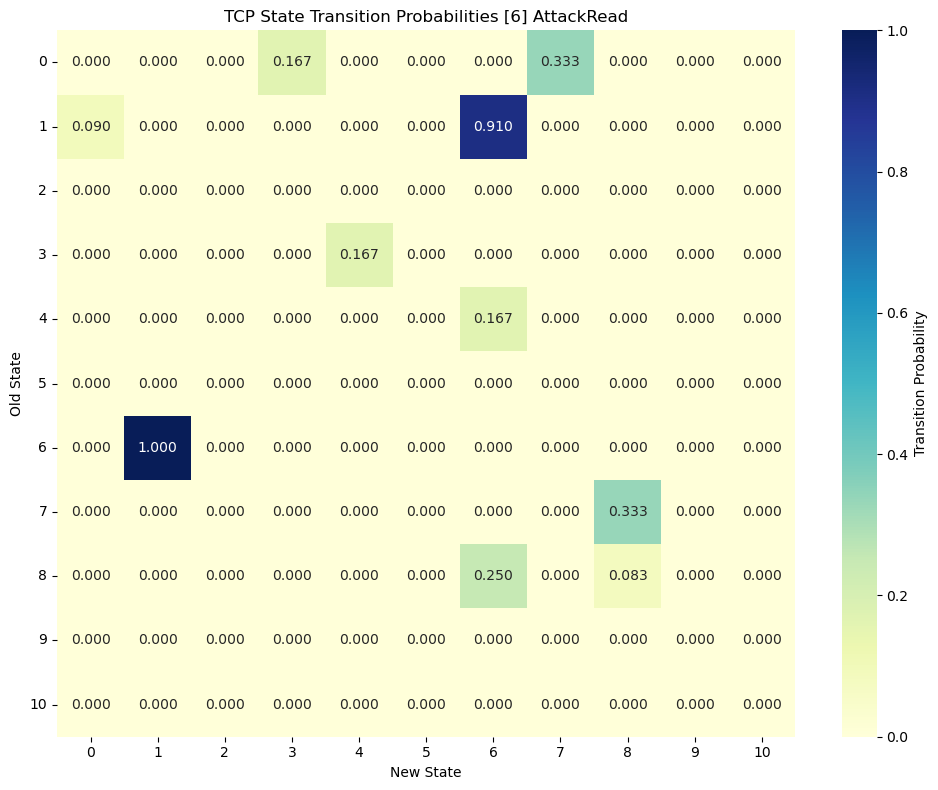 TCP State Transition Probabilities [6] AttackRead
0 0.000 0.000 0.000 0.167 0.000 0.000 0.000 0.333 0.000 0.000 0.000
1 0.090 0.000 0.000 0.000 0.000 0.000 0.910 0.000 0.000 0.000 0.000
2 0.000 0.000 0.000 0.000 0.000 0.000 0.000 0.000 0.000 0.000 0.000
3 0.000 0.000 0.000 0.000 0.167 0.000 0.000 0.000 0.000 0.000 0.000
4 0.000 0.000 0.000 0.000 0.000 0.000 0.167 0.000 0.000 0.000 0.000
5 0.000 0.000 0.000 0.000 0.000 0.000 0.000 0.000 0.000 0.000 0.000
6 0.000 1.000 0.000 0.000 0.000 0.000 0.000 0.000 0.000 0.000 0.000
7 0.000 0.000 0.000 0.000 0.000 0.000 0.000 0.000 0.333 0.000 0.000
8 0.000 0.000 0.000 0.000 0.000 0.000 0.250 0.000 0.083 0.000 0.000
9 0.000 0.000 0.000 0.000 0.000 0.000 0.000 0.000 0.000 0.000 0.000
10 0.000 0.000 0.000 0.000 0.000 0.000 0.000 0.000 0.000 0.000 0.000
0 1 2 3 4 5 6 7 8 9 10
New State
Old State
1.0
0.8
0.6
0.4
0.2
0.0
Transition Probability